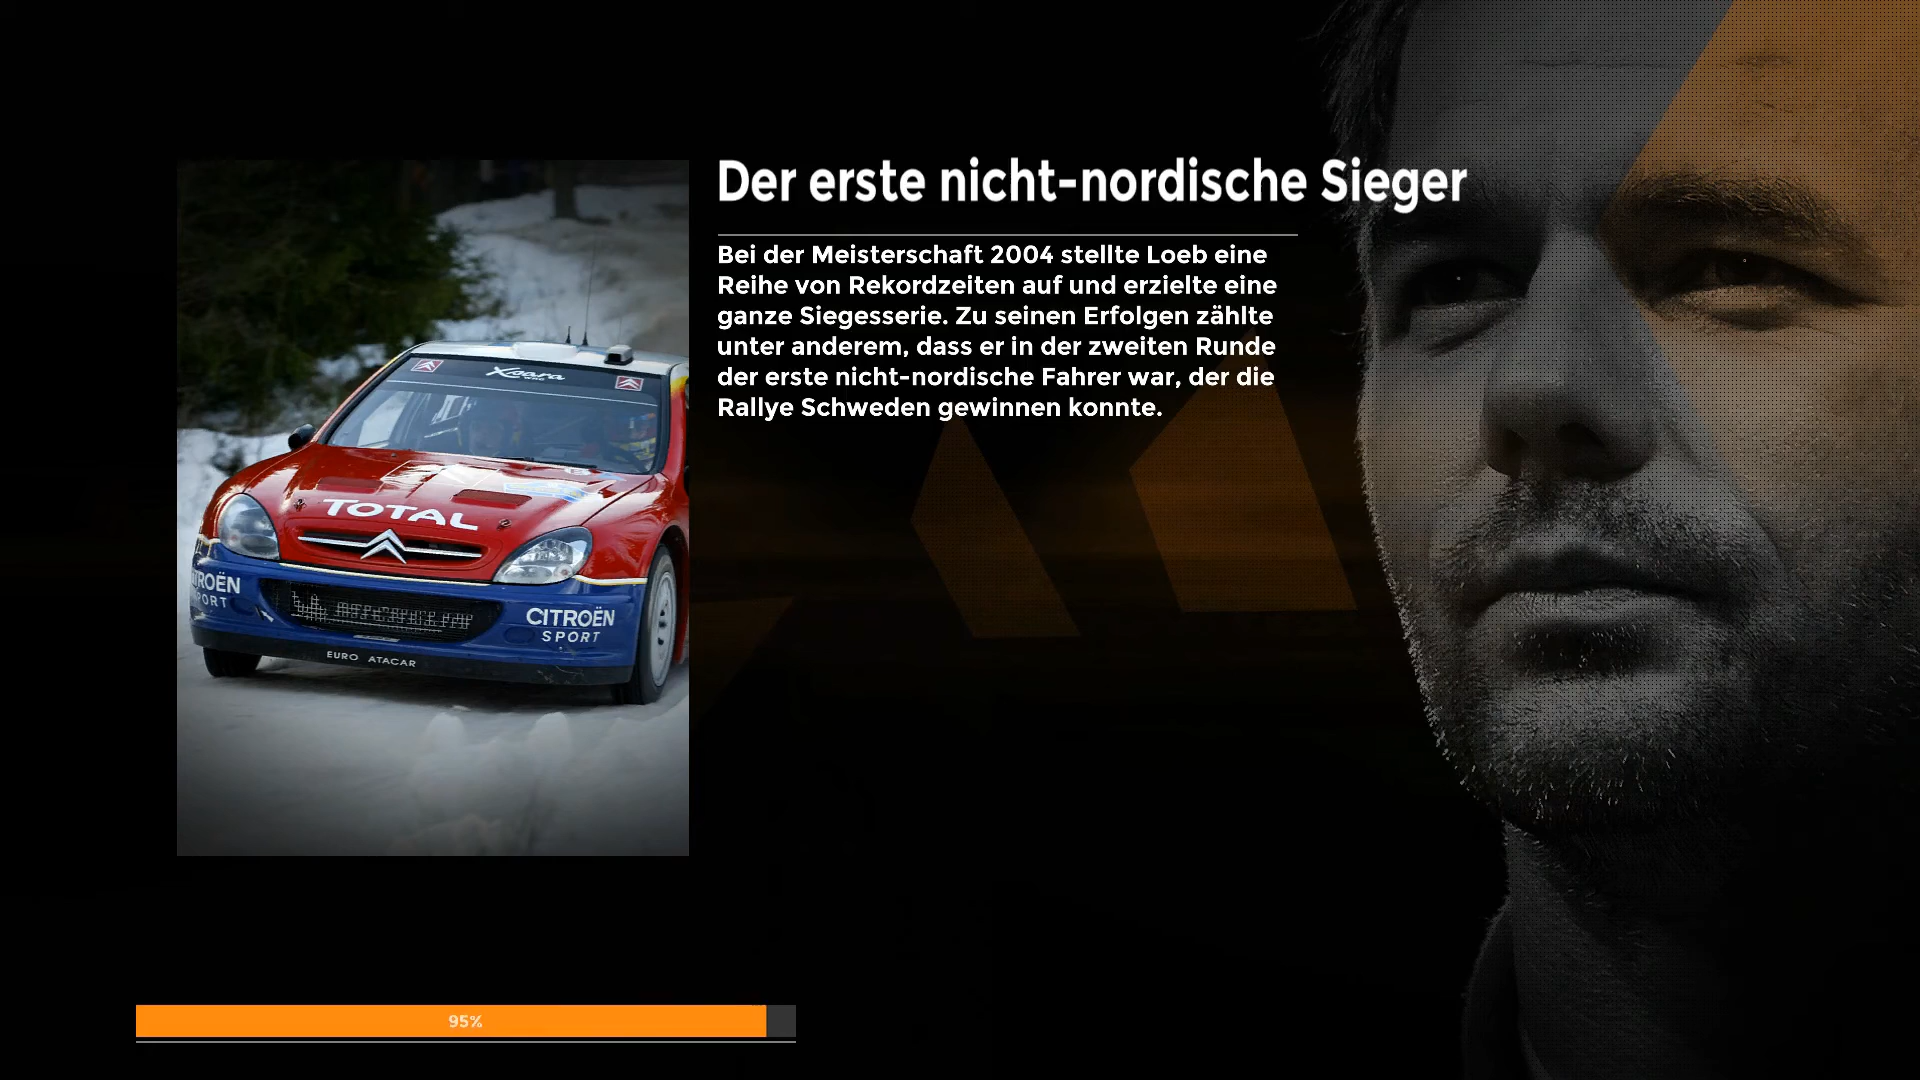 Der erste nicht-nordische Sieger
Bei der Meisterschaft 2004 stellte Loeb eine
Reihe von Rekordzeiten auf und erzielte eine
ganze Siegesserie. Zu seinen Erfolgen zählte
unter anderem, dass er in der zweiten Runde
der erste nicht-nordische Fahrer war, der die
Rallye Schweden gewinnen konnte.
Xsara
WRC
TOTAL
CITROËN
SPORT
EURO ATACAR
95%